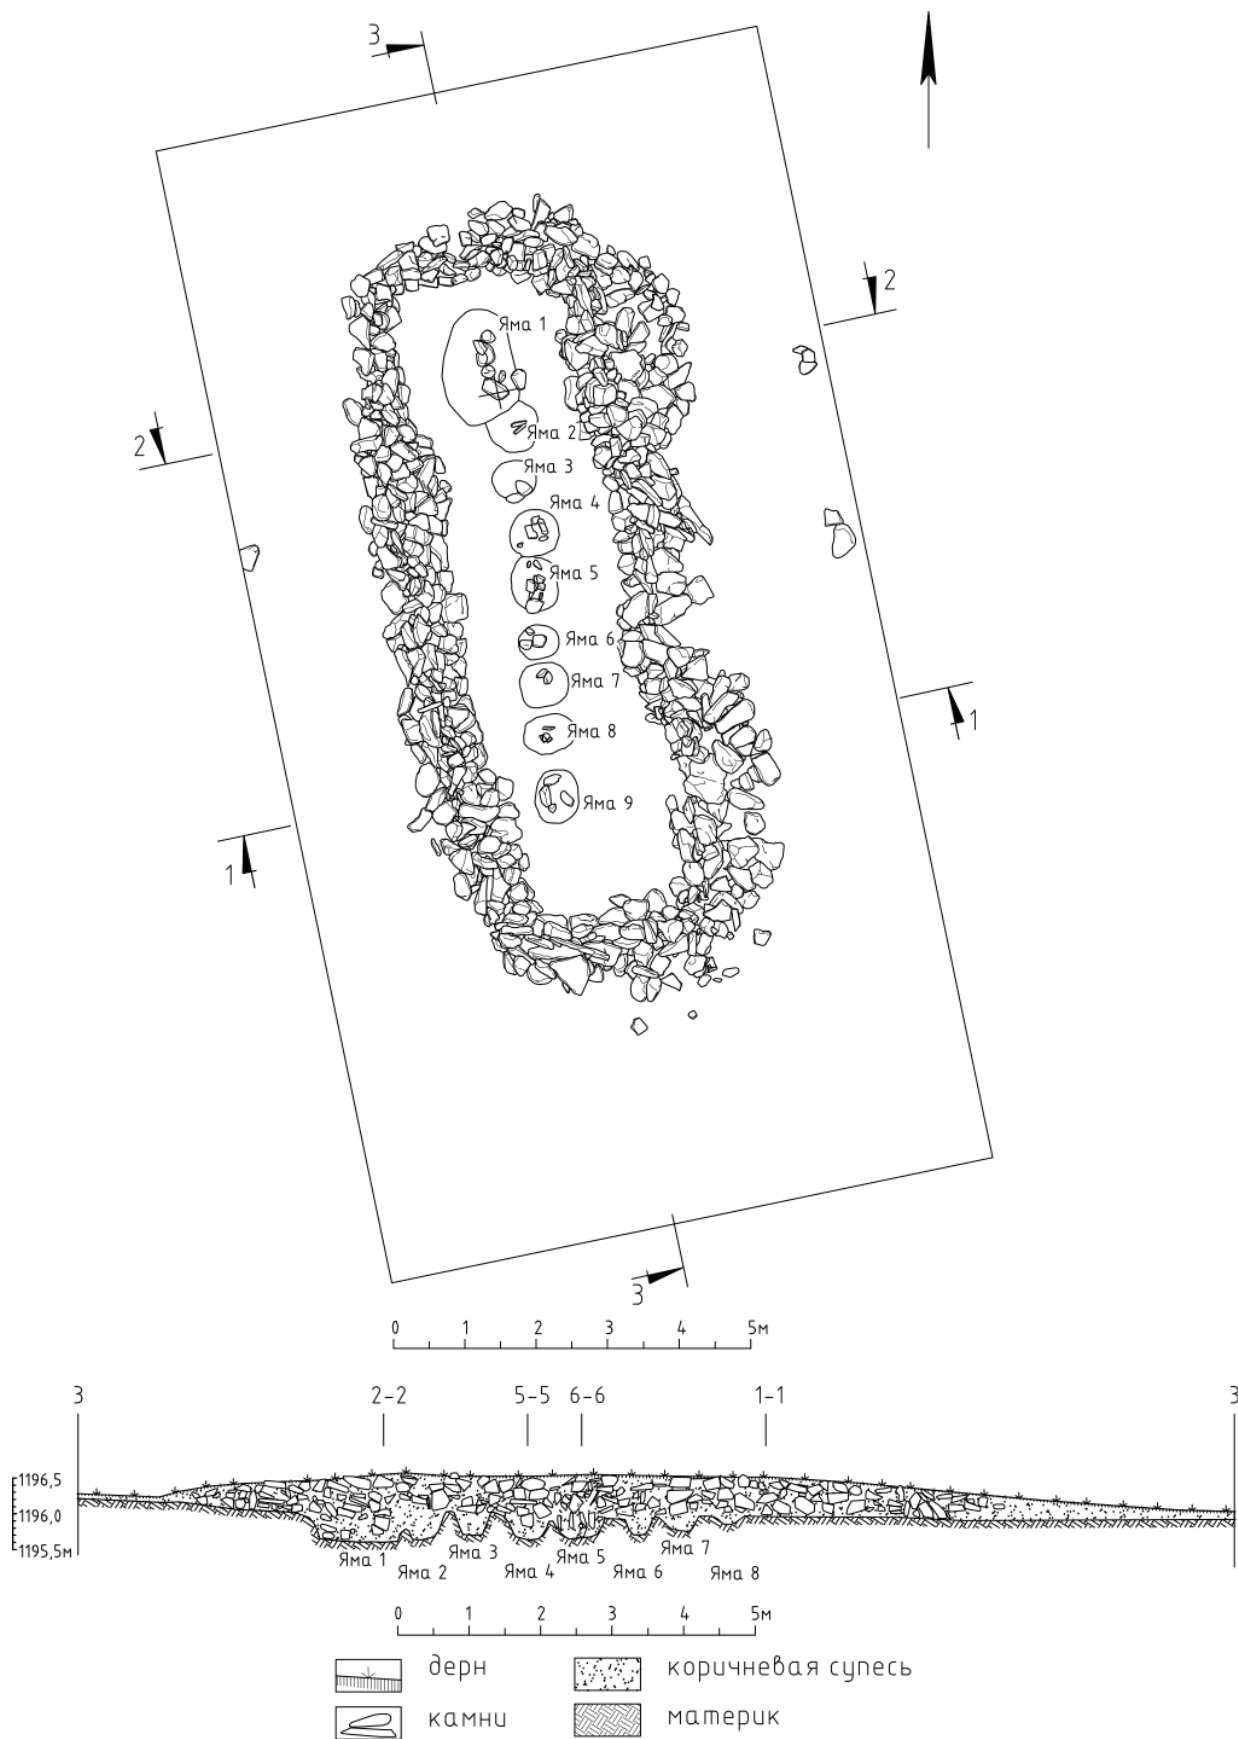 3
2
Яма 1
2
Яма 2
Яма 3
Яма 4
Яма 5
Яма 6
Яма 7
1
Яма 8
Яма 9
1
3
0 1 2 3 4 5м
3 2-2 5-5 6-6 1-1 3
1196,5
1196,0
1195,5м
Яма 1 Яма 2 Яма 3 Яма 4 Яма 5 Яма 6 Яма 7 Яма 8
0 1 2 3 4 5м
дерн коричневая супесь
камни материк